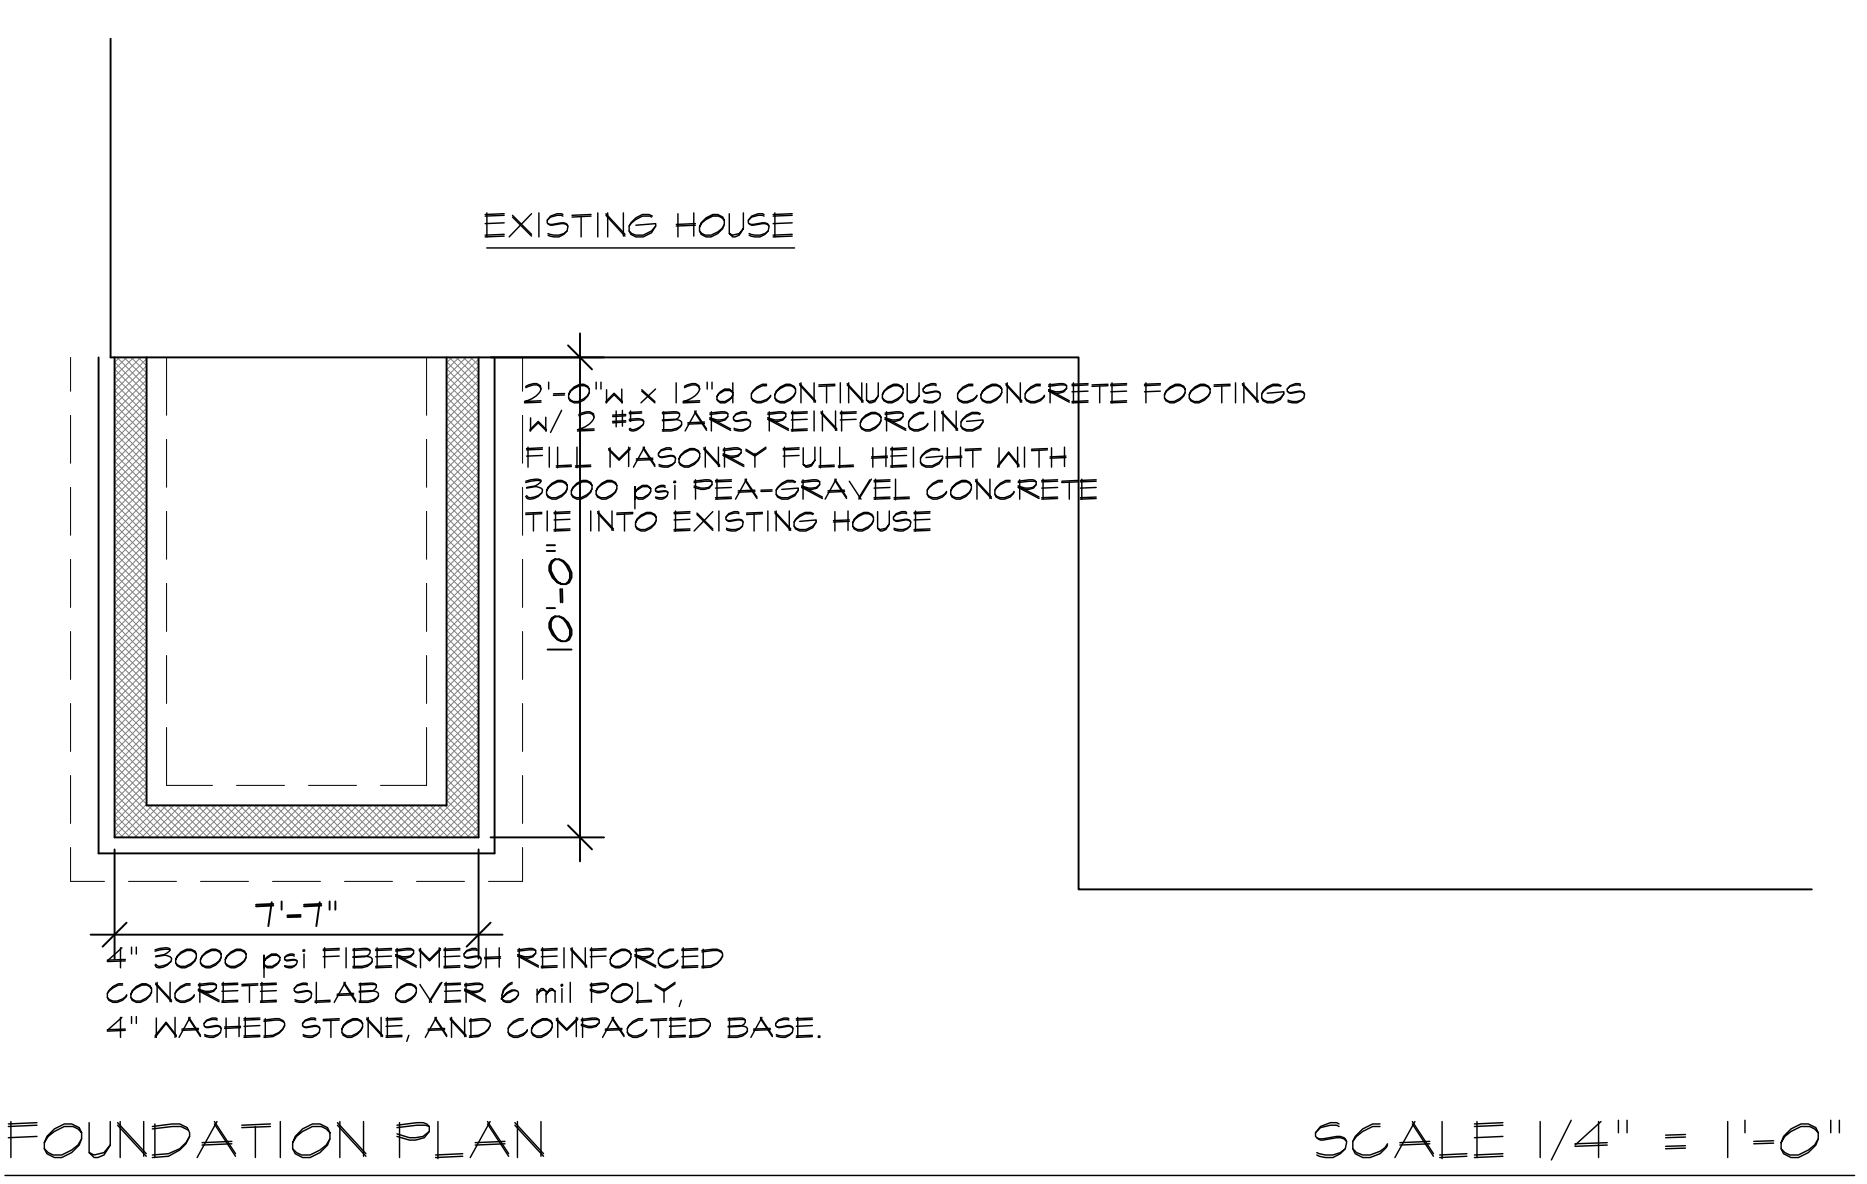 EXISTING HOUSE
2'-0"w x 12"d CONTINUOUS CONCRETE FOOTINGS
w/ 2 #5 BARS REINFORCING
FILL MASONRY FULL HEIGHT WITH
3000 psi PEA-GRAVEL CONCRETE
TIE INTO EXISTING HOUSE
10'-0"
7'-7"
4" 3000 psi FIBERMESH REINFORCED
CONCRETE SLAB OVER 6 mil POLY,
4" WASHED STONE, AND COMPACTED BASE.
FOUNDATION PLAN
SCALE 1/4" = 1'-0"